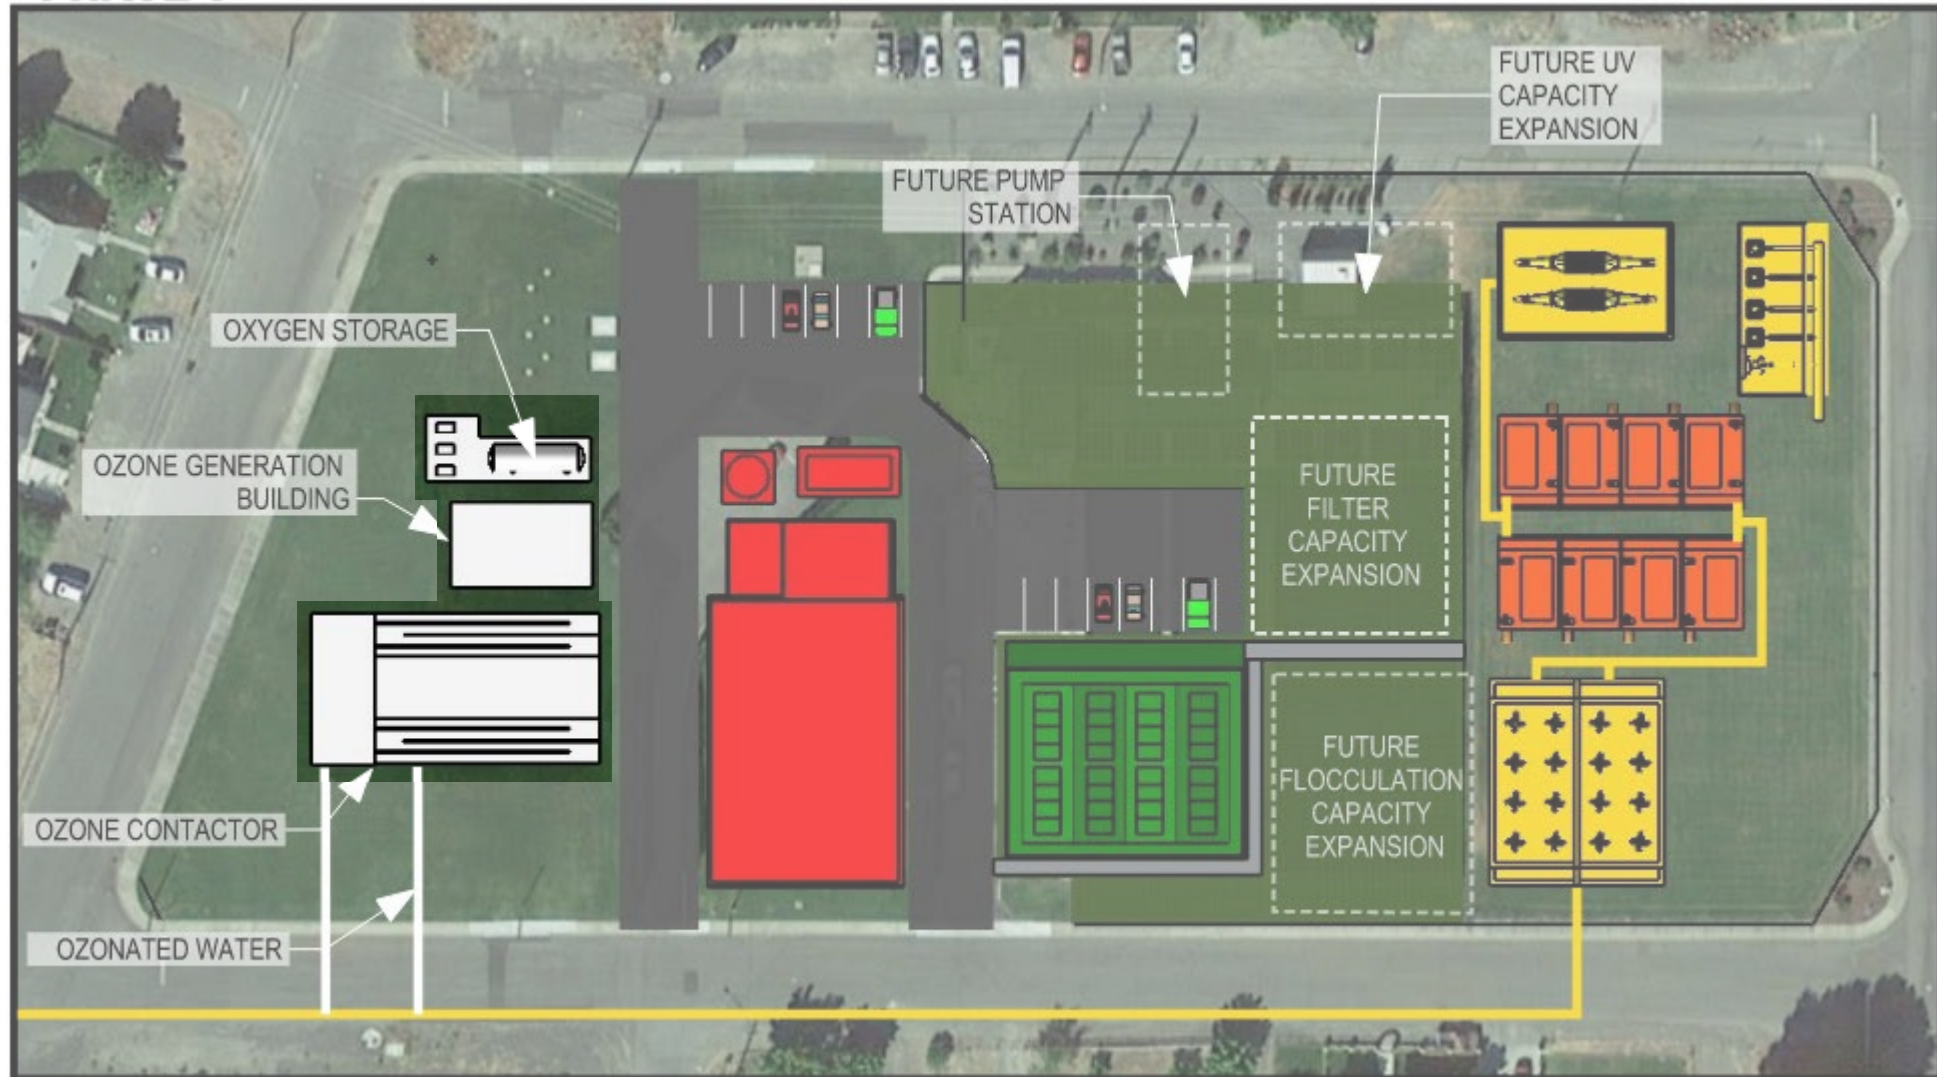 FUTURE UV
CAPACITY
EXPANSION
FUTURE PUMP
STATION
OXYGEN STORAGE
OZONE GENERATION
BUILDING
FUTURE
FILTER
CAPACITY
EXPANSION
FUTURE
FLOCCULATION
CAPACITY
EXPANSION
OZONE CONTACTOR
OZONATED WATER